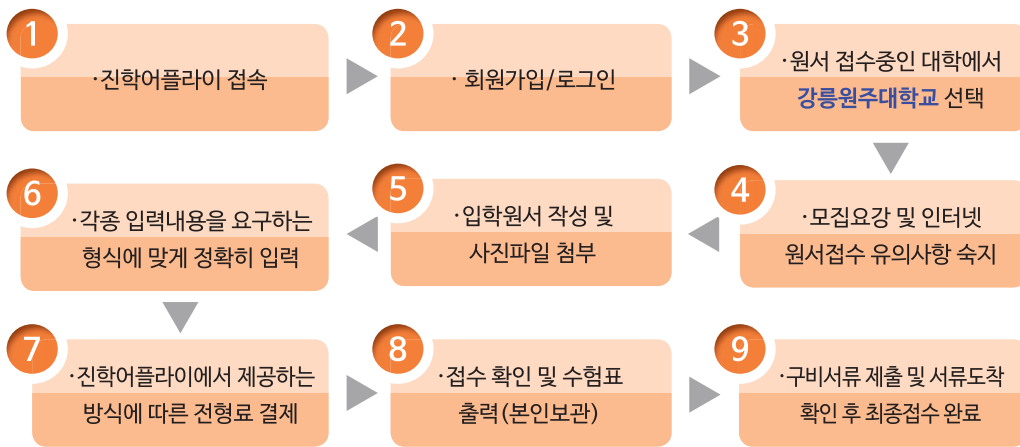 1
·진학어플라이 접속
2
· 회원가입/로그인
3
·원서 접수중인 대학에서
강릉원주대학교 선택
4
·모집요강 및 인터넷
원서접수 유의사항 숙지
5
·입학원서 작성 및
사진파일 첨부
6
·각종 입력내용을 요구하는
형식에 맞게 정확히 입력
7
·진학어플라이에서 제공하는
방식에 따른 전형료 결제
8
·접수 확인 및 수험표
출력(본인보관)
9
·구비서류 제출 및 서류도착
확인 후 최종접수 완료